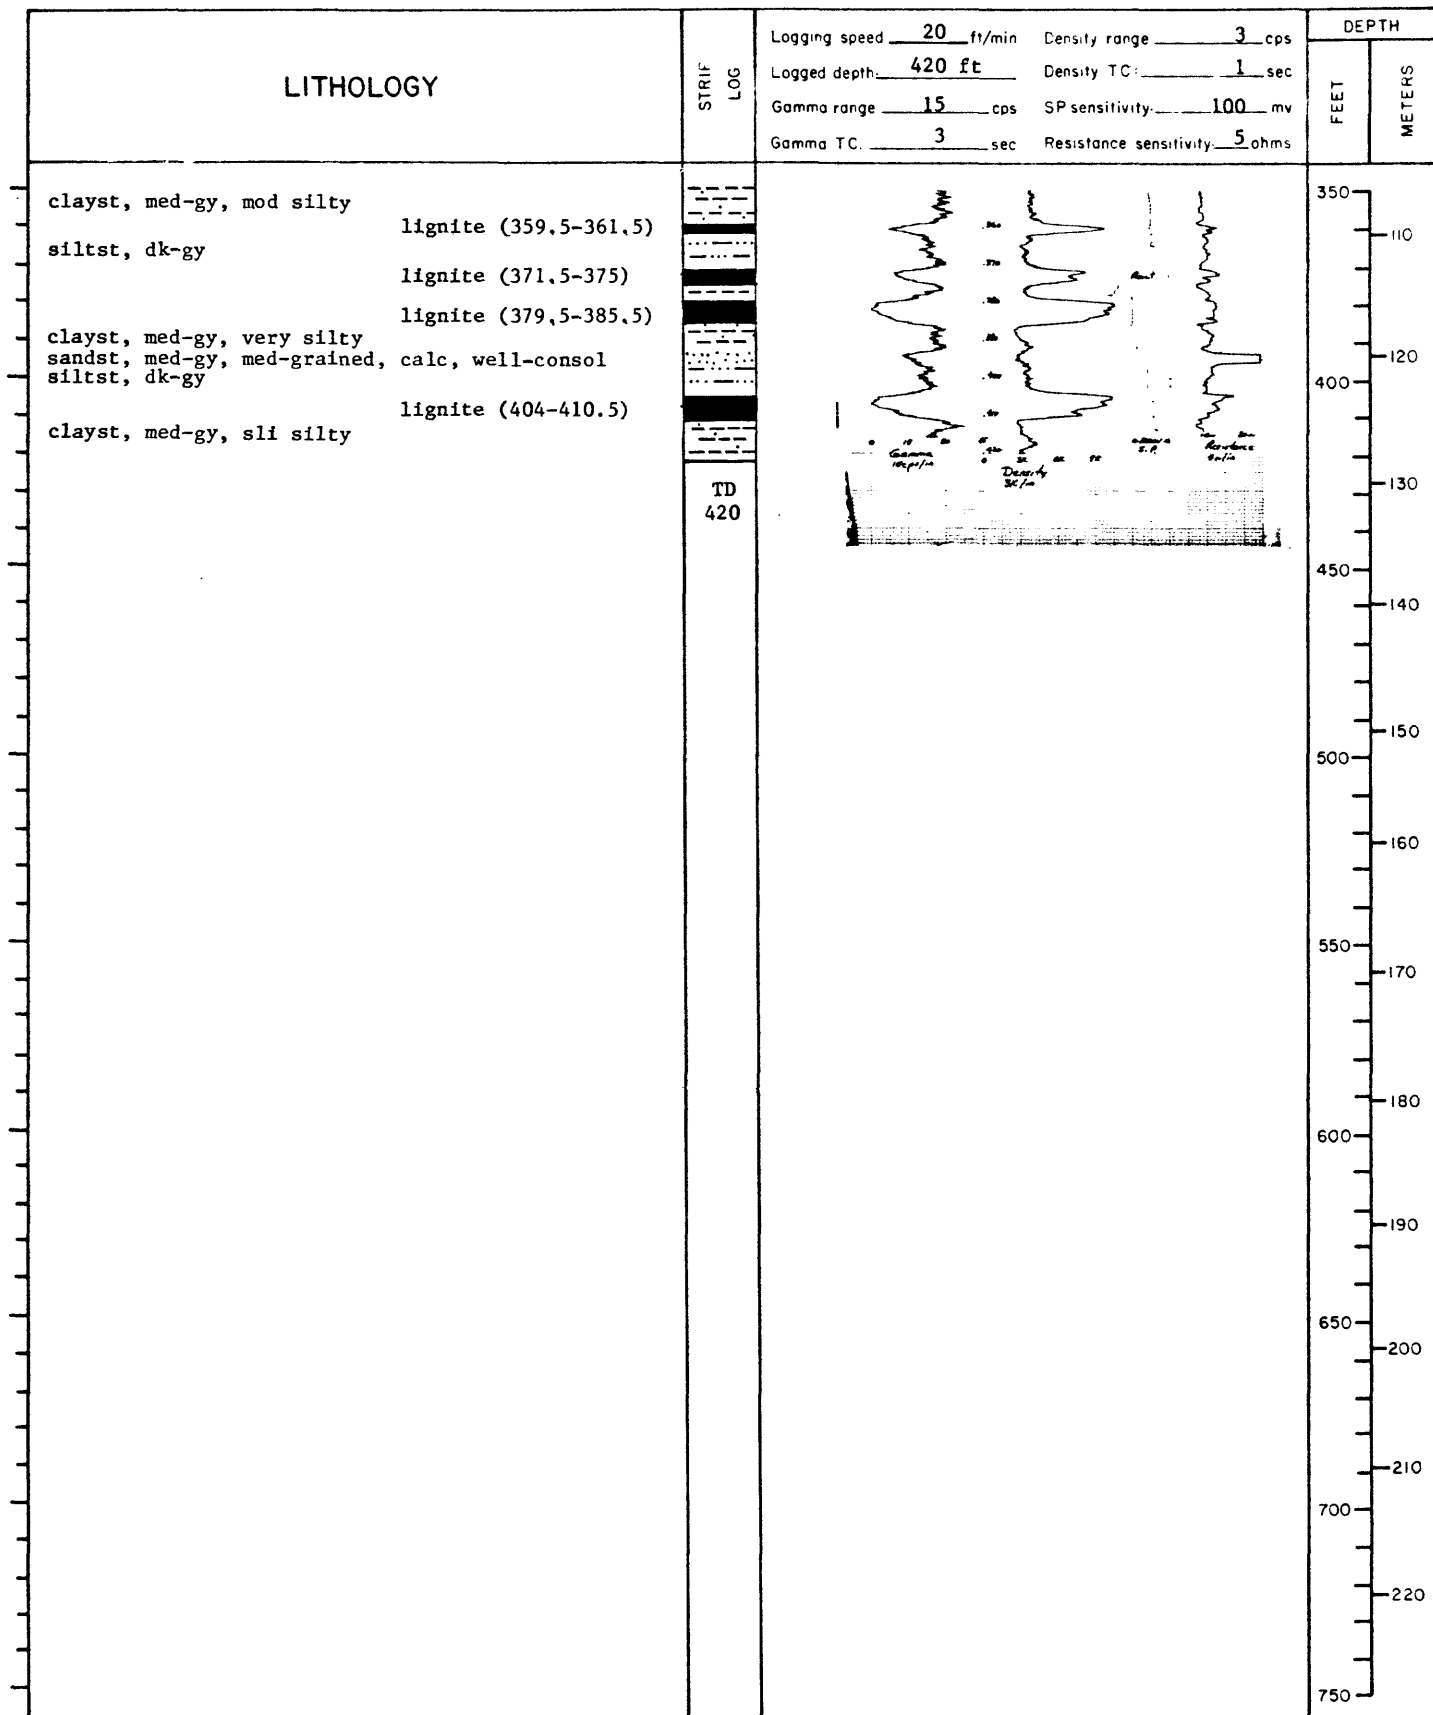 LITHOLOGY
STRIP LOG
Logging speed 20 ft/min Density range 3 cps
Logged depth: 420 ft Density TC: 1 sec
Gamma range 15 cps SP sensitivity 100 mv
Gamma TC. 3 sec Resistance sensitivity 5 ohms
DEPTH
FEET
METERS
clayst, med-gy, mod silty
lignite (359.5-361.5)
siltst, dk-gy
lignite (371.5-375)
lignite (379.5-385.5)
clayst, med-gy, very silty
sandst, med-gy, med-grained, calc, well-consol
siltst, dk-gy
lignite (404-410.5)
clayst, med-gy, sli silty
TD
420
Gamma
Density
3K/in
S.P.
Resistance
350
110
120
400
130
450
140
150
500
160
550
170
180
600
190
650
200
210
700
220
750